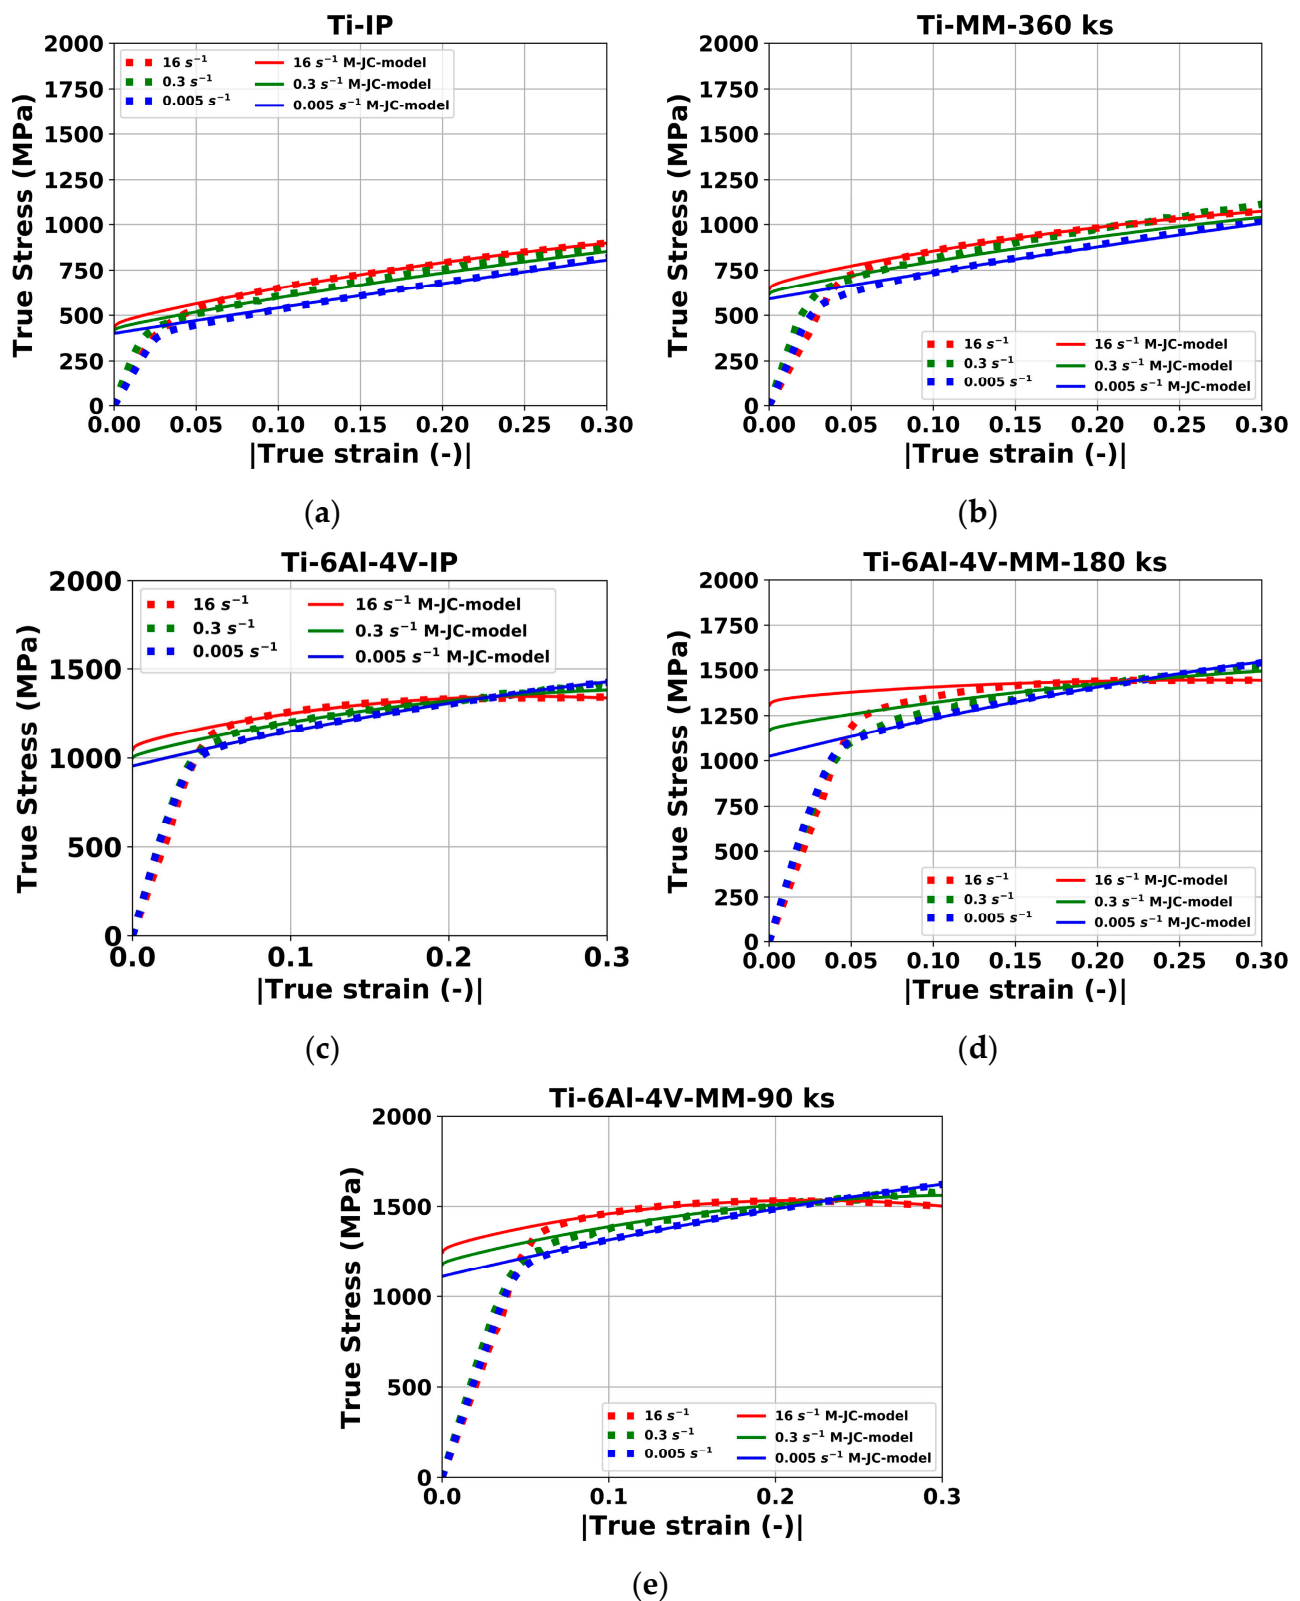 Ti-IP
2000
1750
1500
1250
1000
750
500
250
0
True Stress (MPa)
16 s⁻¹
0.3 s⁻¹
0.005 s⁻¹
16 s⁻¹ M-JC-model
0.3 s⁻¹ M-JC-model
0.005 s⁻¹ M-JC-model
0.00 0.05 0.10 0.15 0.20 0.25 0.30
|True strain (-)|
(a)
Ti-MM-360 ks
2000
1750
1500
1250
1000
750
500
250
0
True Stress (MPa)
16 s⁻¹
0.3 s⁻¹
0.005 s⁻¹
16 s⁻¹ M-JC-model
0.3 s⁻¹ M-JC-model
0.005 s⁻¹ M-JC-model
0.00 0.05 0.10 0.15 0.20 0.25 0.30
|True strain (-)|
(b)
Ti-6Al-4V-IP
2000
1500
1000
500
0
True Stress (MPa)
16 s⁻¹
0.3 s⁻¹
0.005 s⁻¹
16 s⁻¹ M-JC-model
0.3 s⁻¹ M-JC-model
0.005 s⁻¹ M-JC-model
0.0 0.1 0.2 0.3
|True strain (-)|
(c)
Ti-6Al-4V-MM-180 ks
2000
1750
1500
1250
1000
750
500
250
0
True Stress (MPa)
16 s⁻¹
0.3 s⁻¹
0.005 s⁻¹
16 s⁻¹ M-JC-model
0.3 s⁻¹ M-JC-model
0.005 s⁻¹ M-JC-model
0.00 0.05 0.10 0.15 0.20 0.25 0.30
|True strain (-)|
(d)
Ti-6Al-4V-MM-90 ks
2000
1500
1000
500
0
True Stress (MPa)
16 s⁻¹
0.3 s⁻¹
0.005 s⁻¹
16 s⁻¹ M-JC-model
0.3 s⁻¹ M-JC-model
0.005 s⁻¹ M-JC-model
0.0 0.1 0.2 0.3
|True strain (-)|
(e)